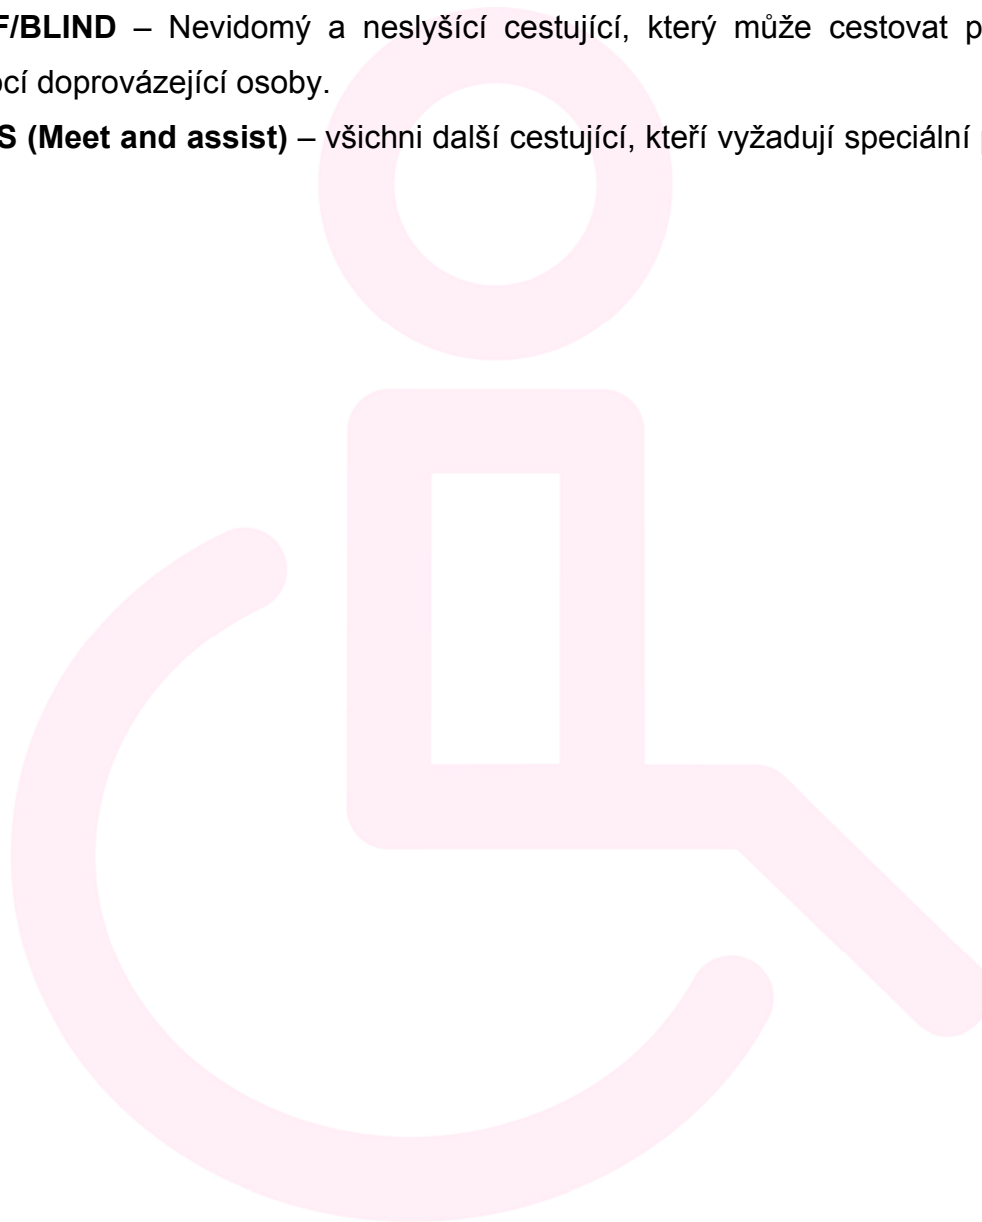 F/BLIND – Nevidomý a neslyšící cestující, který může cestovat p
ocí doprovázející osoby.
S (Meet and assist) – všichni další cestující, kteří vyžadují speciální